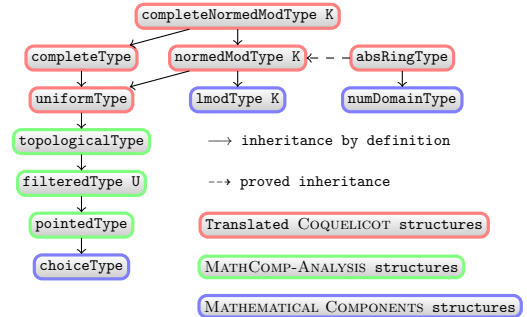 completeNormedModType K
completeType normedModType K absRingType
uniformType lmodType K numDomainType
topologicalType inheritance by definition
filteredType U proved inheritance
pointedType Translated COQUELICOT structures
choiceType MATHCOMP-ANALYSIS structures
MATHEMATICAL COMPONENTS structures